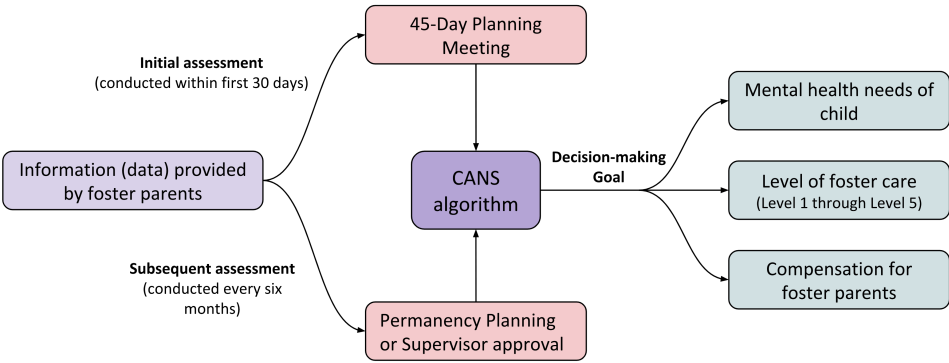 45-Day Planning
Meeting
Initial assessment
(conducted within first 30 days)
Information (data) provided
by foster parents
Subsequent assessment
(conducted every six
months)
Permanency Planning
or Supervisor approval
CANS
algorithm
Decision-making
Goal
Mental health needs of
child
Level of foster care
(Level 1 through Level 5)
Compensation for
foster parents